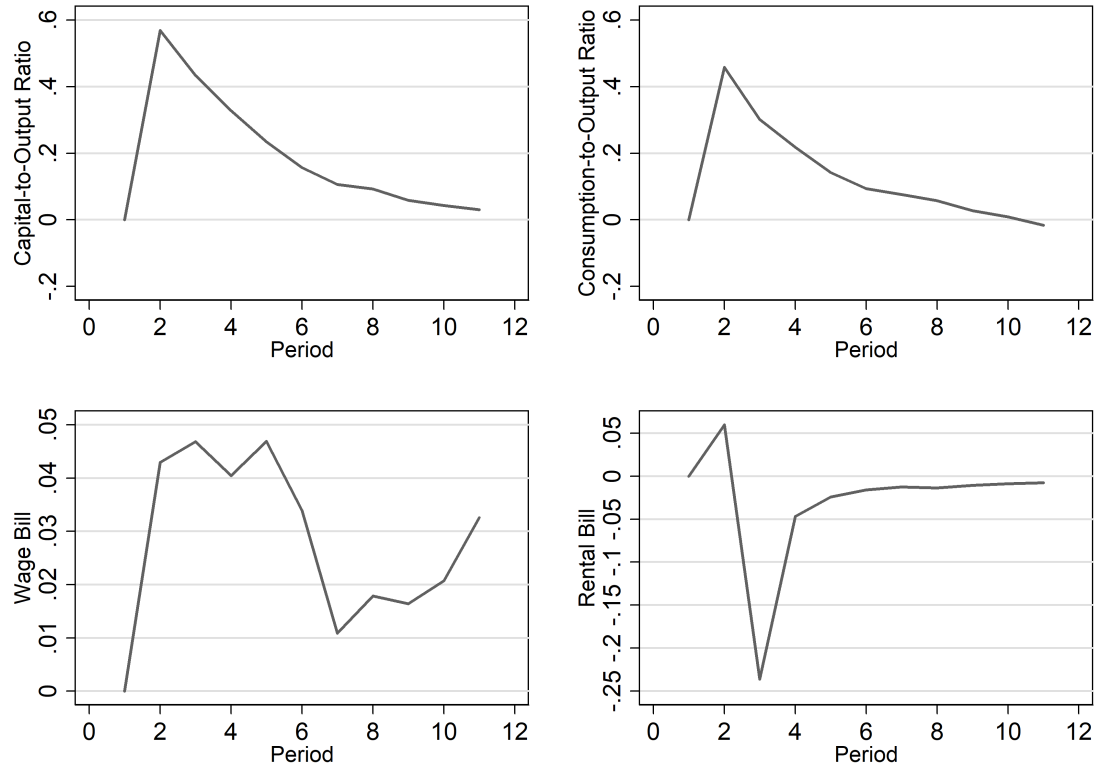 Capital-to-Output Ratio
.6
.4
.2
0
-.2
0 2 4 6 8 10 12
Period
Consumption-to-Output Ratio
.6
.4
.2
0
-.2
0 2 4 6 8 10 12
Period
Wage Bill
.05
.04
.03
.02
.01
0
0 2 4 6 8 10 12
Period
Rental Bill
.05
0
-.05
-.1
-.15
-.2
-.25
0 2 4 6 8 10 12
Period